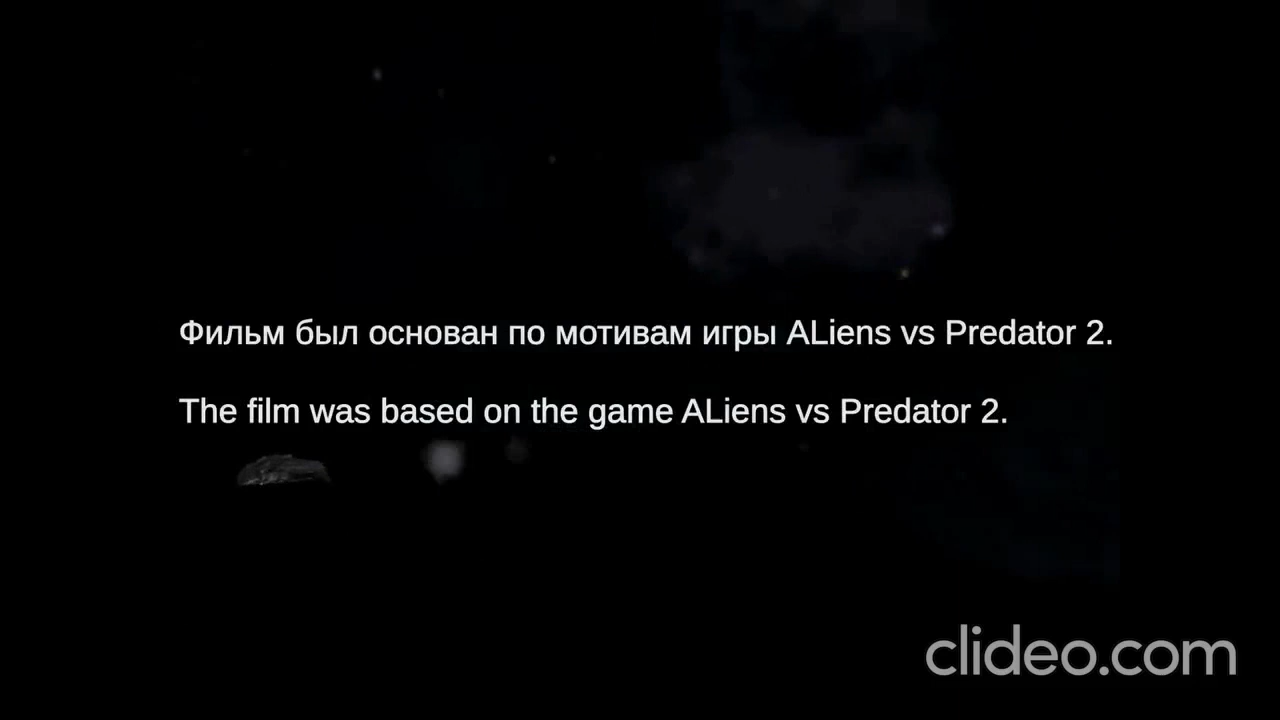 Фильм был основан по мотивам игры ALiens vs Predator 2.
The film was based on the game ALiens vs Predator 2.
clideo.com